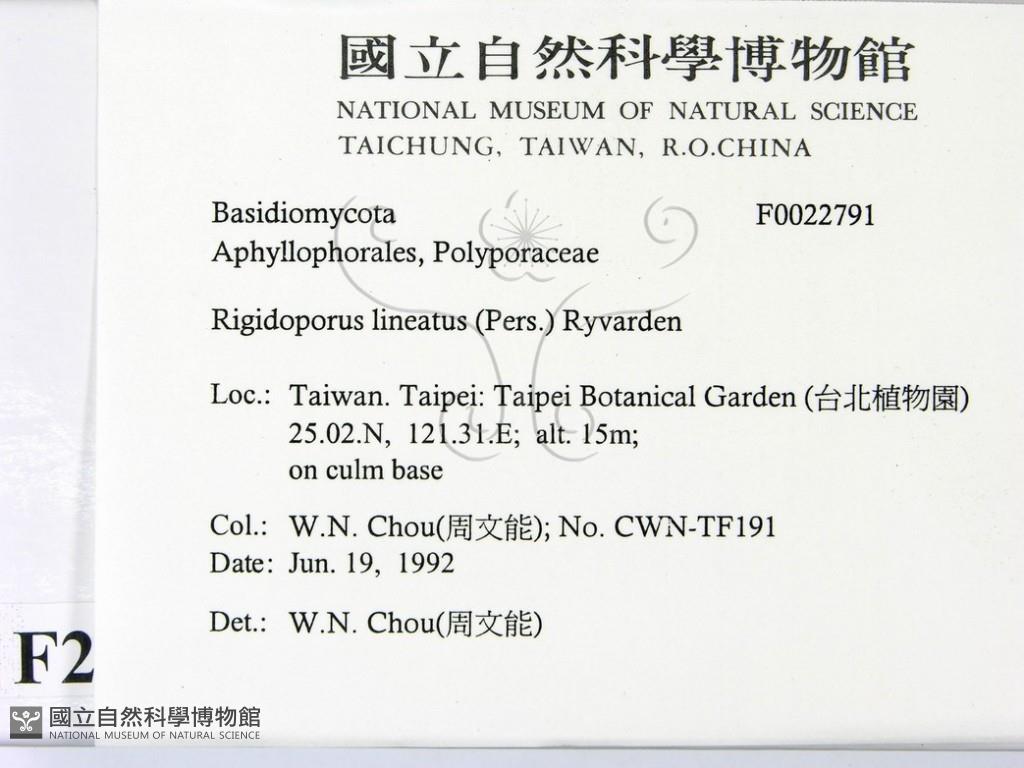 國立自然科學博物館
NATIONAL MUSEUM OF NATURAL SCIENCE
TAICHUNG, TAIWAN, R.O.CHINA
Basidiomycota F0022791
Aphyllophorales, Polyporaceae
Rigidoporus lineatus (Pers.) Ryvarden
Loc.: Taiwan. Taipei: Taipei Botanical Garden (台北植物園)
25.02.N, 121.31.E; alt. 15m;
on culm base
Col.: W.N. Chou(周文能); No. CWN-TF191
Date: Jun. 19, 1992
Det.: W.N. Chou(周文能)
F2
國立自然科學博物館
NATIONAL MUSEUM OF NATURAL SCIENCE